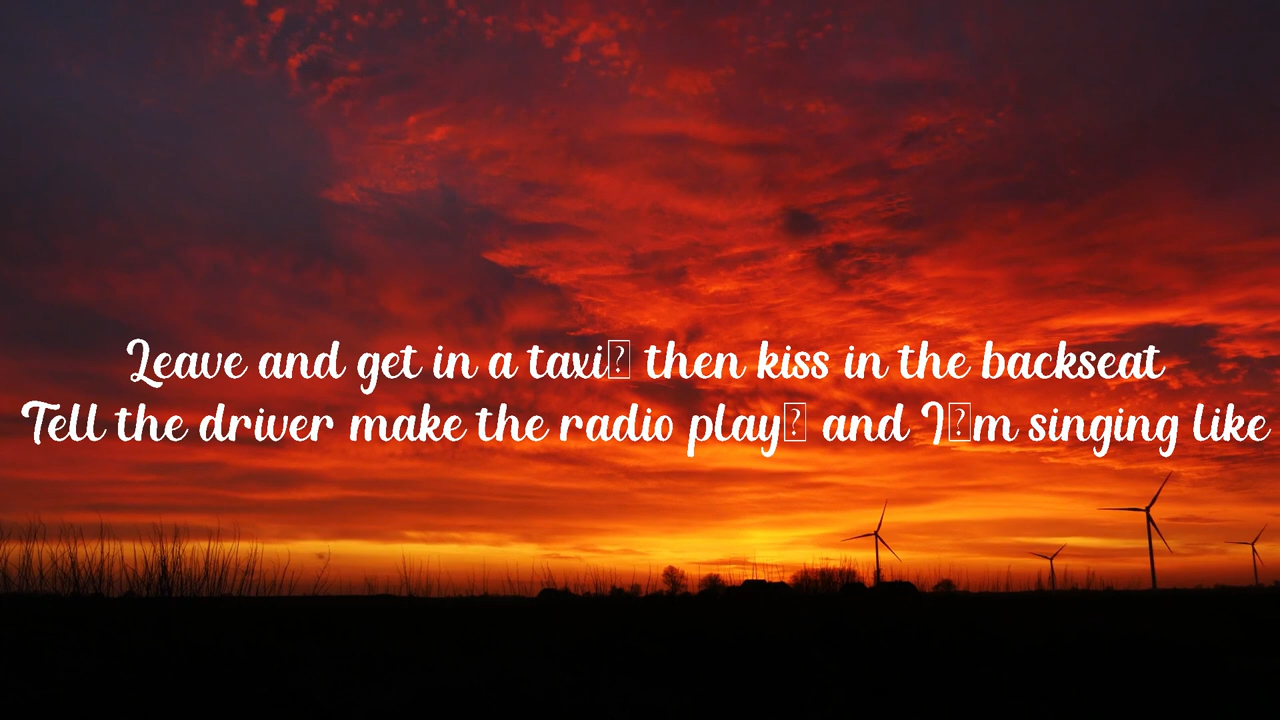 Leave and get in a taxi� then kiss in the backseat
Tell the driver make the radio play� and I�m singing like